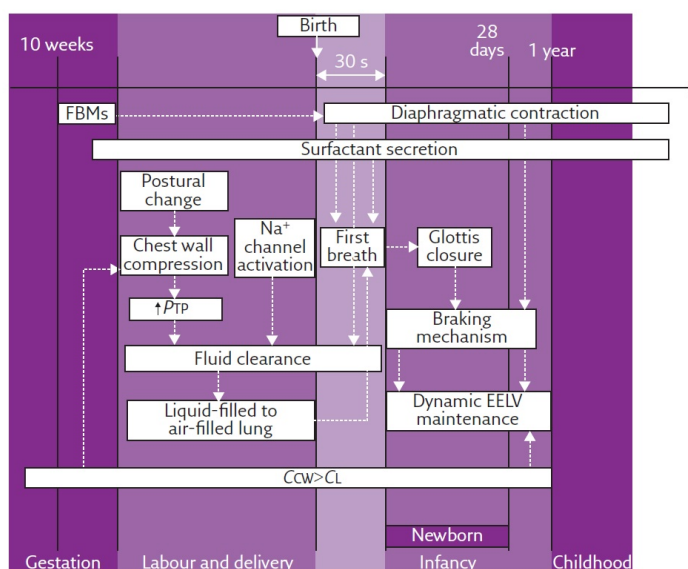 Birth
10 weeks
28
days
1 year
30 s
FBMs
Diaphragmatic contraction
Surfactant secretion
Postural
change
Na⁺
channel
activation
Chest wall
compression
First
breath
Glottis
closure
↑PTP
Braking
mechanism
Fluid clearance
Liquid-filled to
air-filled lung
Dynamic EELV
maintenance
CCW>CL
Newborn
Gestation
Labour and delivery
Infancy
Childhood